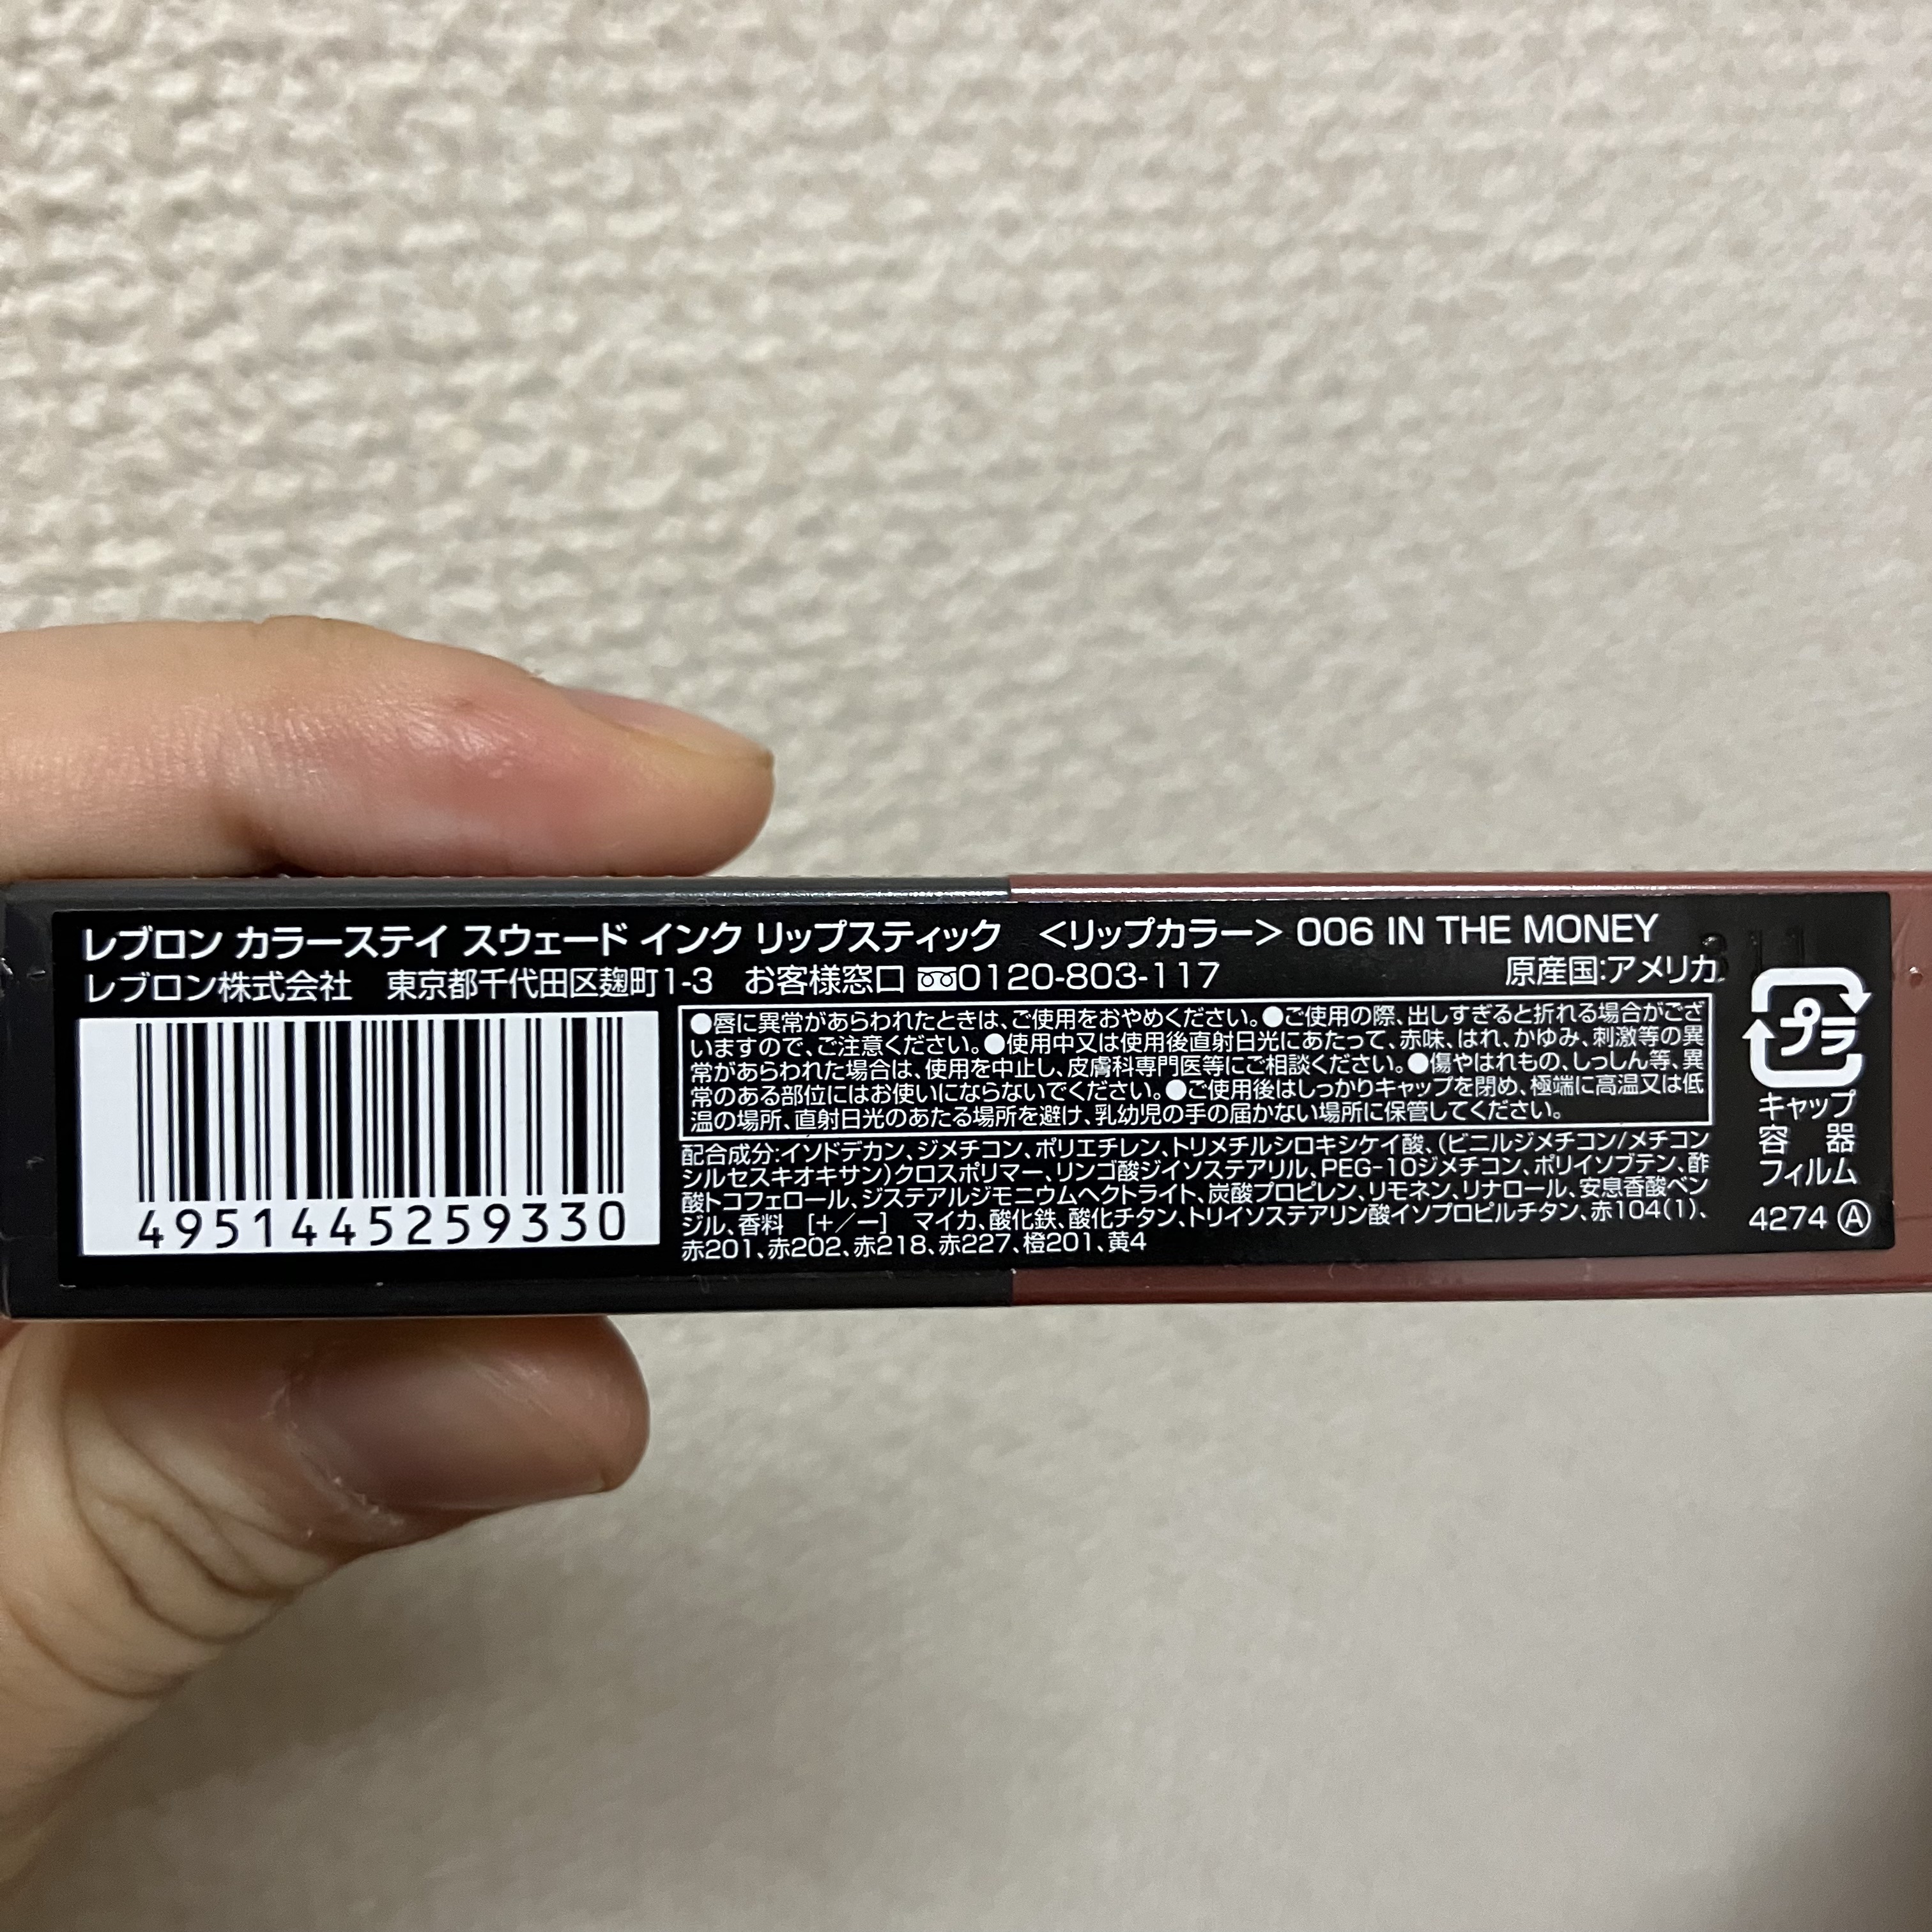 レブロン カラーステイ スウェード インク リップスティック <リップカラー> 006 IN THE MONEY
レブロン株式会社 東京都千代田区麹町1-3 お客様窓口 0120-803-117
原産国:アメリカ
●唇に異常があらわれたときは、ご使用をおやめください。●ご使用の際、出しすぎると折れる場合がござ
いますので、ご注意ください。●使用中又は使用後直射日光にあたって、赤味、はれ、かゆみ、刺激等の異
常があらわれた場合は、使用を中止し、皮膚科専門医等にご相談ください。●傷やはれもの、しっしん等、異
常のある部位にはお使いにならないでください。●ご使用後はしっかりキャップを閉め、極端に高温又は低
温の場所、直射日光のあたる場所を避け、乳幼児の手の届かない場所に保管してください。
配合成分:イソドデカン、ジメチコン、ポリエチレン、トリメチルシロキシケイ酸、(ビニルジメチコン/メチコン
シルセスキオキサン)クロスポリマー、リンゴ酸ジイソステアリル、PEG-10ジメチコン、ポリイソブテン、酢
酸トコフェロール、ジステアルジモニウムヘクトライト、炭酸プロピレン、リモネン、リナロール、安息香酸ベン
ジル、香料 [+/-] マイカ、酸化鉄、酸化チタン、トリイソステアリン酸イソプロピルチタン、赤104(1)、
赤201、赤202、赤218、赤227、橙201、黄4
4951445259330
プラ
キャップ
容 器
フィルム
4274 Ⓐ